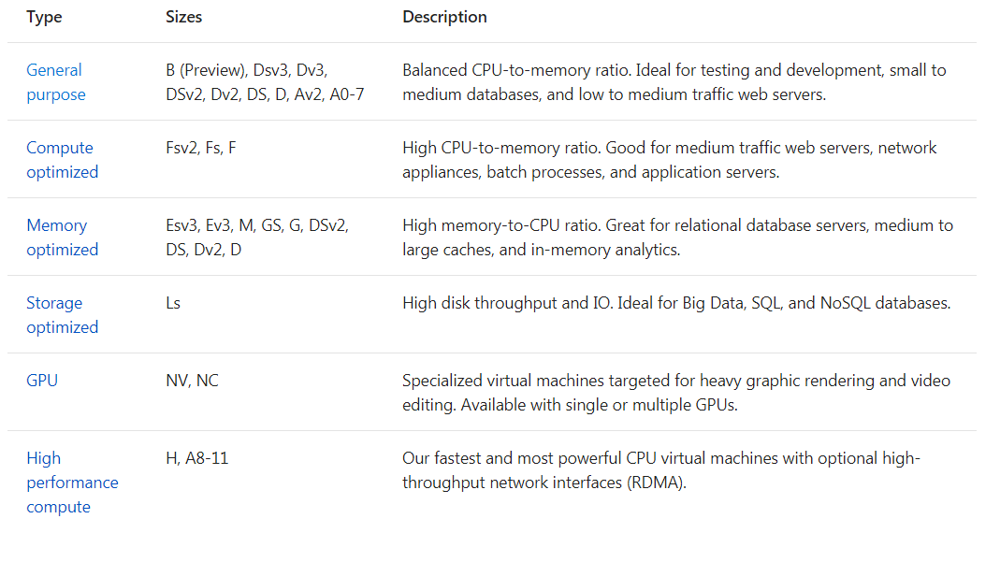 Type Sizes Description
General purpose
B (Preview), Dsv3, Dv3,
DSv2, Dv2, DS, D, Av2, A0-7
Balanced CPU-to-memory ratio. Ideal for testing and development, small to
medium databases, and low to medium traffic web servers.
Compute
optimized
Fsv2, Fs, F
High CPU-to-memory ratio. Good for medium traffic web servers, network
appliances, batch processes, and application servers.
Memory
optimized
Esv3, Ev3, M, GS, G, DSv2,
DS, Dv2, D
High memory-to-CPU ratio. Great for relational database servers, medium to
large caches, and in-memory analytics.
Storage
optimized
Ls
High disk throughput and IO. Ideal for Big Data, SQL, and NoSQL databases.
GPU
NV, NC
Specialized virtual machines targeted for heavy graphic rendering and video
editing. Available with single or multiple GPUs.
High
performance
compute
H, A8-11
Our fastest and most powerful CPU virtual machines with optional high-
throughput network interfaces (RDMA).